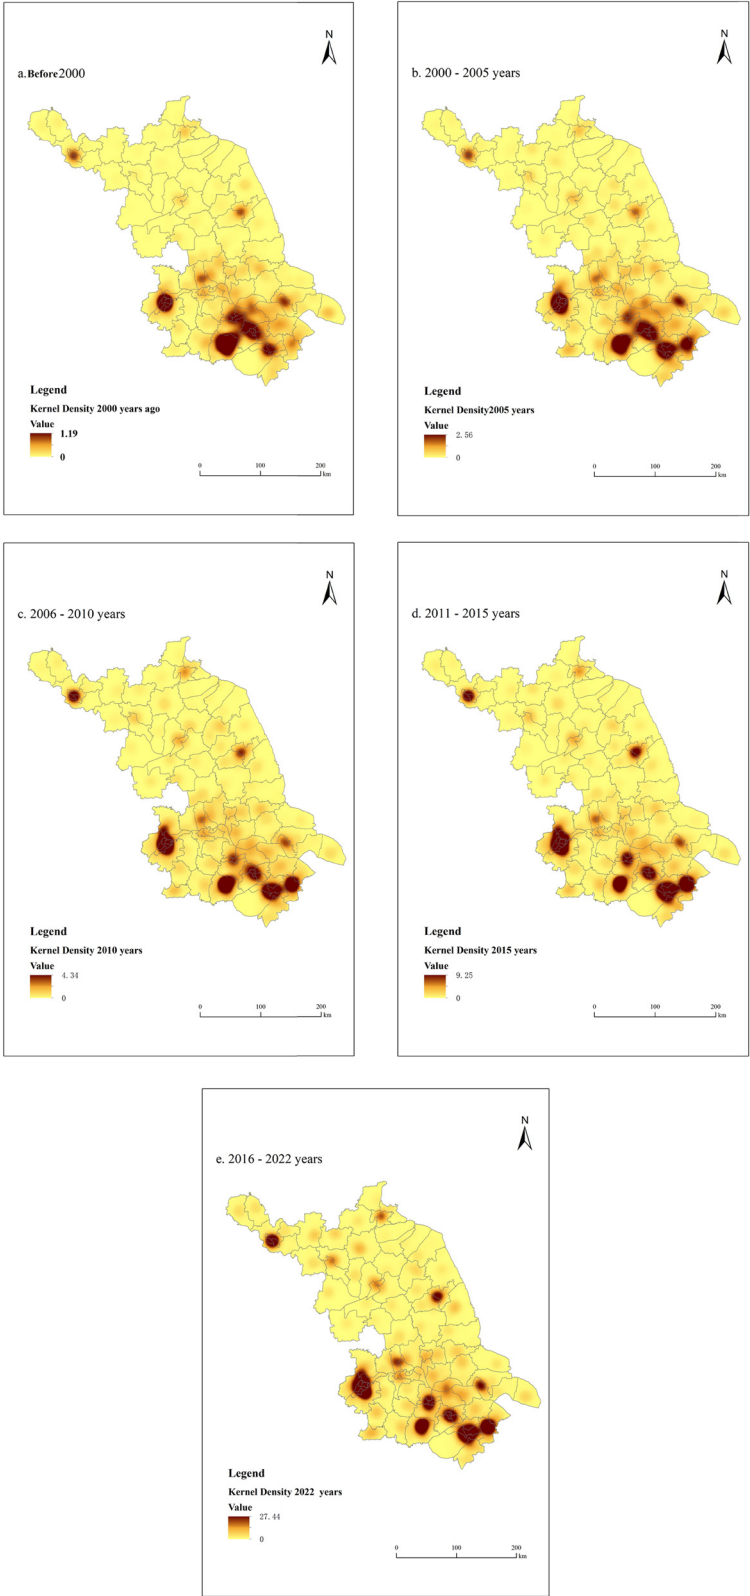 N
a.Before2000
Legend
Kernel Density 2000 years ago
Value
1.19
0
0 100 200
km
N
b. 2000 - 2005 years
Legend
Kernel Density2005 years
Value
2.56
0
0 100 200
km
N
c. 2006 - 2010 years
Legend
Kernel Density 2010 years
Value
4.34
0
0 100 200
km
N
d. 2011 - 2015 years
Legend
Kernel Density 2015 years
Value
9.25
0
0 100 200
km
N
e. 2016 - 2022 years
Legend
Kernel Density 2022 years
Value
27.44
0
0 100 200
km